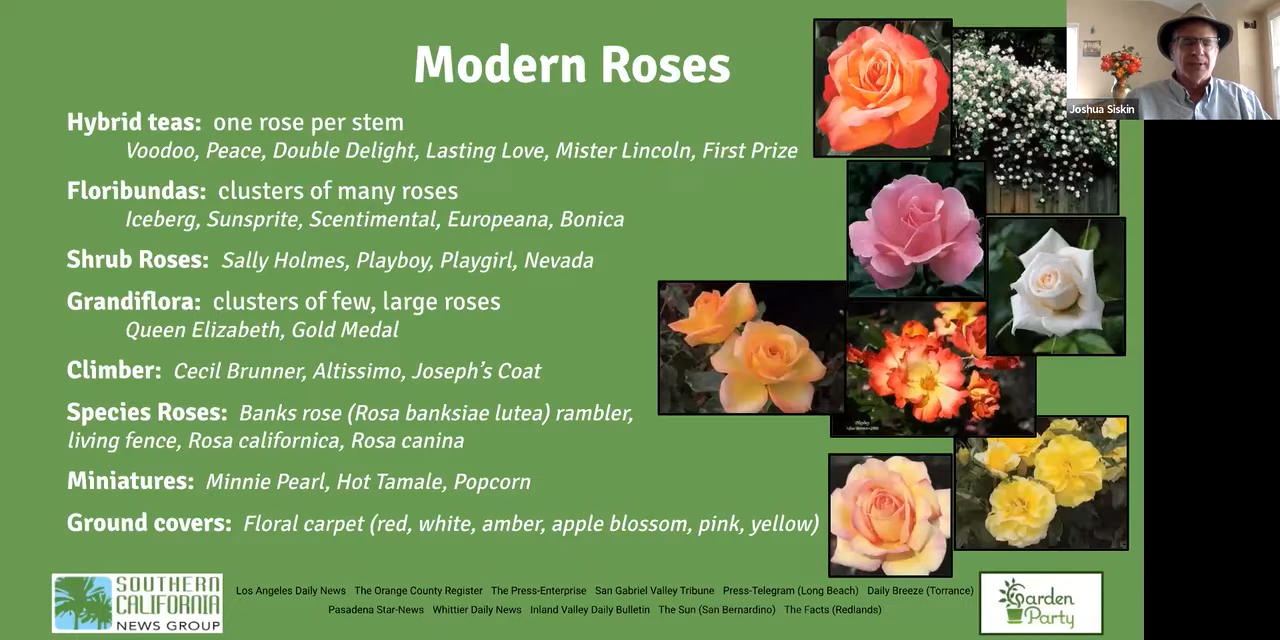 Modern Roses
Joshua Siskin
Hybrid teas: one rose per stem
Voodoo, Peace, Double Delight, Lasting Love, Mister Lincoln, First Prize
Floribundas: clusters of many roses
Iceberg, Sunsprite, Scentimental, Europeana, Bonica
Shrub Roses: Sally Holmes, Playboy, Playgirl, Nevada
Grandiflora: clusters of few, large roses
Queen Elizabeth, Gold Medal
Climber: Cecil Brunner, Altissimo, Joseph’s Coat
Species Roses: Banks rose (Rosa banksiae lutea) rambler,
living fence, Rosa californica, Rosa canina
Miniatures: Minnie Pearl, Hot Tamale, Popcorn
Ground covers: Floral carpet (red, white, amber, apple blossom, pink, yellow)
SOUTHERN
CALIFORNIA
NEWS GROUP
Los Angeles Daily News The Orange County Register The Press-Enterprise San Gabriel Valley Tribune Press-Telegram (Long Beach) Daily Breeze (Torrance)
Pasadena Star-News Whittier Daily News Inland Valley Daily Bulletin The Sun (San Bernardino) The Facts (Redlands)
Garden
Party